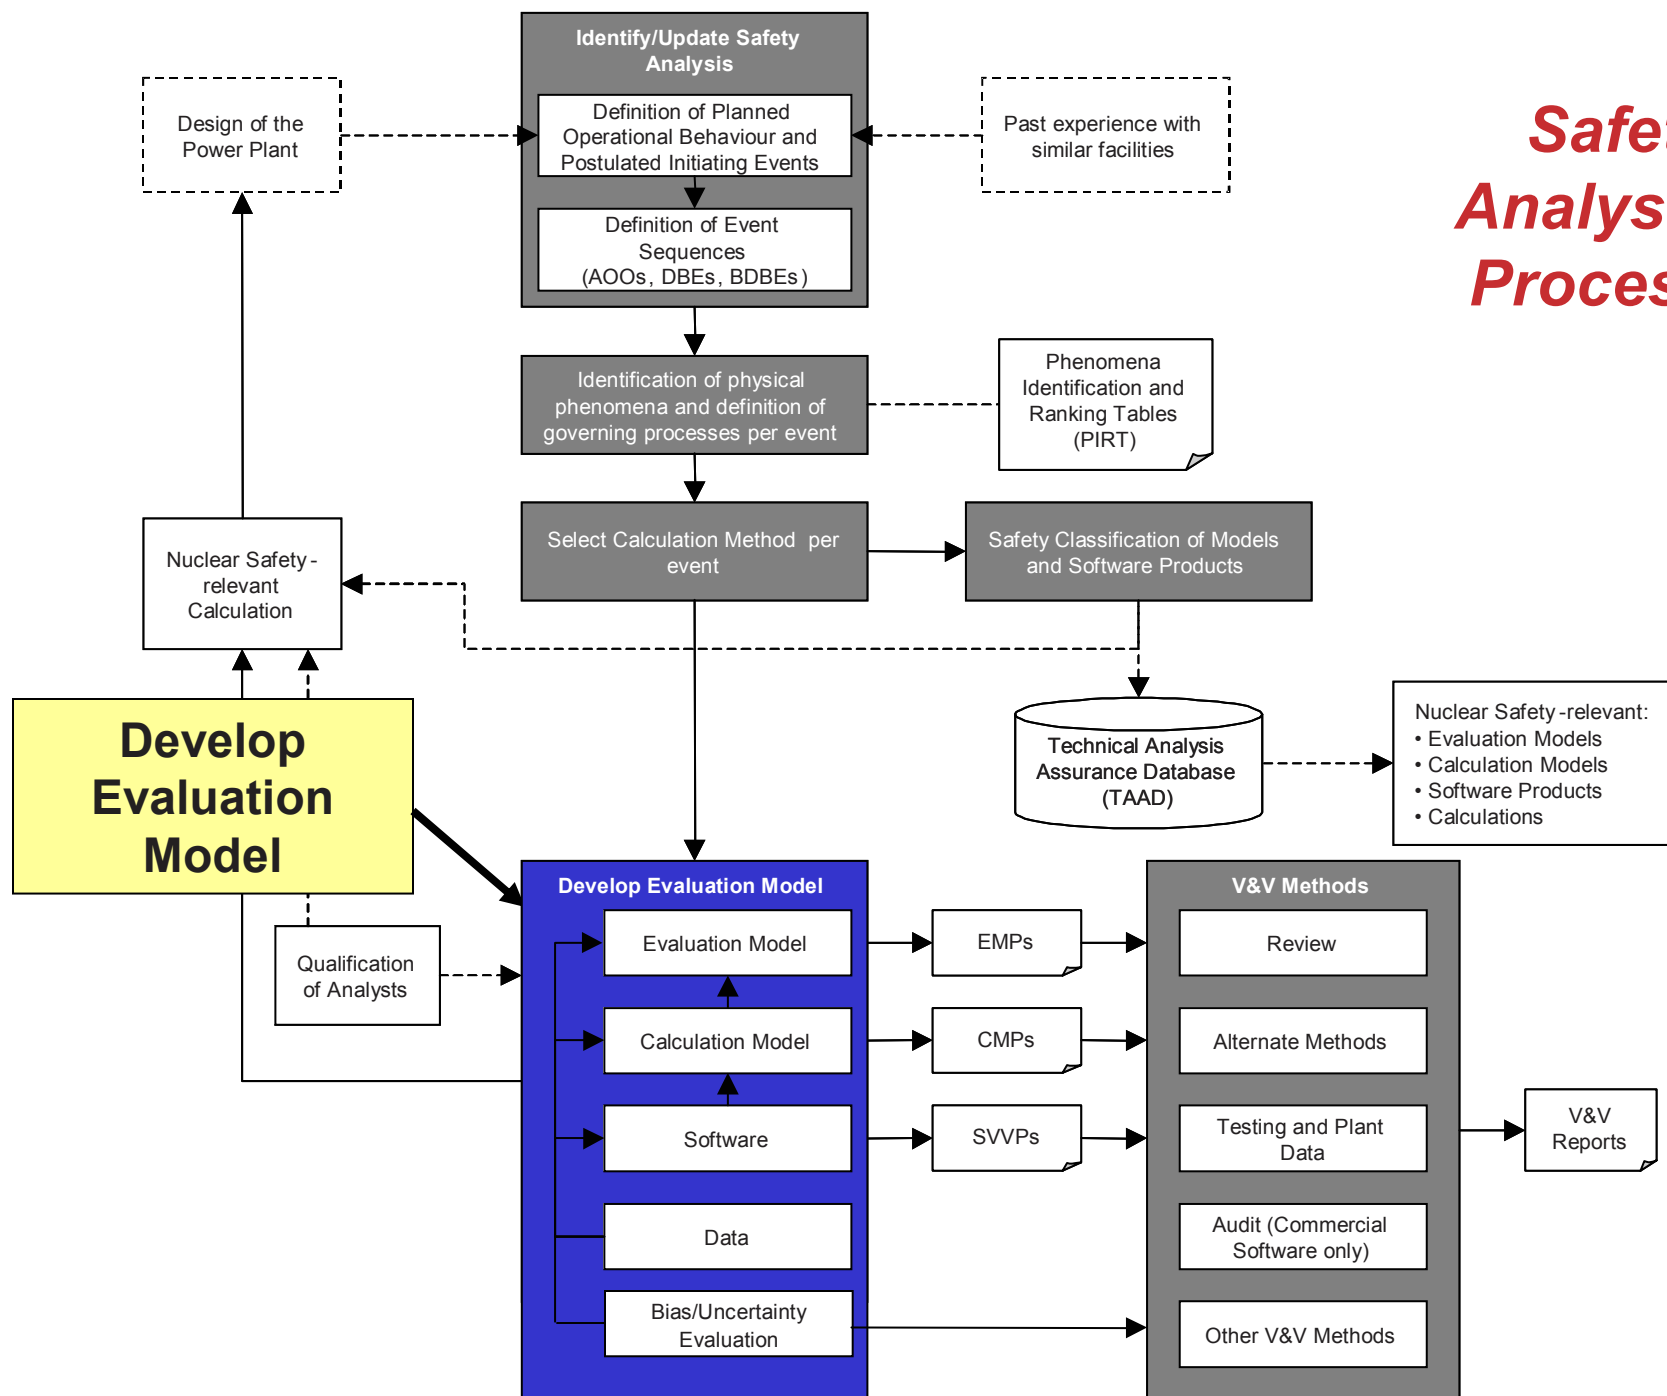 Identify/Update Safety
Analysis
Definition of Planned
Operational Behaviour and
Postulated Initiating Events
Definition of Event
Sequences
(AOOs, DBEs, BDBEs)
Design of the
Power Plant
Past experience with
similar facilities
Safet
Analys
Proces
Identification of physical
phenomena and definition of
governing processes per event
Phenomena
Identification and
Ranking Tables
(PIRT)
Select Calculation Method per
event
Safety Classification of Models
and Software Products
Nuclear Safety-
relevant
Calculation
Technical Analysis
Assurance Database
(TAAD)
Nuclear Safety-relevant:
• Evaluation Models
• Calculation Models
• Software Products
• Calculations
Develop
Evaluation
Model
Qualification
of Analysts
Develop Evaluation Model
Evaluation Model
Calculation Model
Software
Data
Bias/Uncertainty
Evaluation
EMPs
CMPs
SVVPs
V&V Methods
Review
Alternate Methods
Testing and Plant
Data
Audit (Commercial
Software only)
Other V&V Methods
V&V
Reports